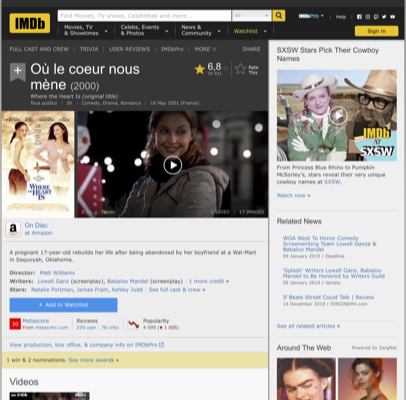 IMDb
Find Movies, TV shows, Celebrities and more...
All
IMDbPro
Help
Movies, TV
& Showtimes
Celebs, Events
& Photos
News &
Community
Watchlist
Sign in
FULL CAST AND CREW | TRIVIA | USER REVIEWS | IMDbPro | MORE
SHARE
Où le coeur nous
mène (2000)
6,8
Rate
This
Where the Heart Is (original title)
Tous publics | 2h | Comedy, Drama, Romance | 16 May 2001 (France)
WHERE THE
HEART IS
1 VIDEO | 17 IMAGES
On Disc
at Amazon
A pregnant 17-year-old rebuilds her life after being abandoned by her boyfriend at a Wal-Mart
in Sequoyah, Oklahoma.
Director: Matt Williams
Writers: Lowell Ganz (screenplay), Babaloo Mandel (screenplay) | 1 more credit »
Stars: Natalie Portman, James Frain, Ashley Judd | See full cast & crew »
+ Add to Watchlist
30
Metascore
From metacritic.com
Reviews
239 user | 78 critic
Popularity
View production, box office, & company info on IMDbPro
1 win & 2 nominations. See more awards »
Videos
SXSW Stars Pick Their Cowboy
Names
IMDb
at
SXSW
From Princess Blue Rhino to Pumpkin
McSorley's, stars reveal their very unique
cowboy names at SXSW.
Watch now »
Related News
WGA West To Honor Comedy
Screenwriting Team Lowell Ganz &
Babaloo Mandel
09 January 2019 | Deadline
'Splash' Writers Lowell Ganz, Babaloo
Mandel to Be Honored by Writers Guild
09 January 2019 | Variety
If Beale Street Could Talk | Review
14 December 2018 | IONCINEMA.com
See all related articles »
Around The Web
Powered by ZergNet